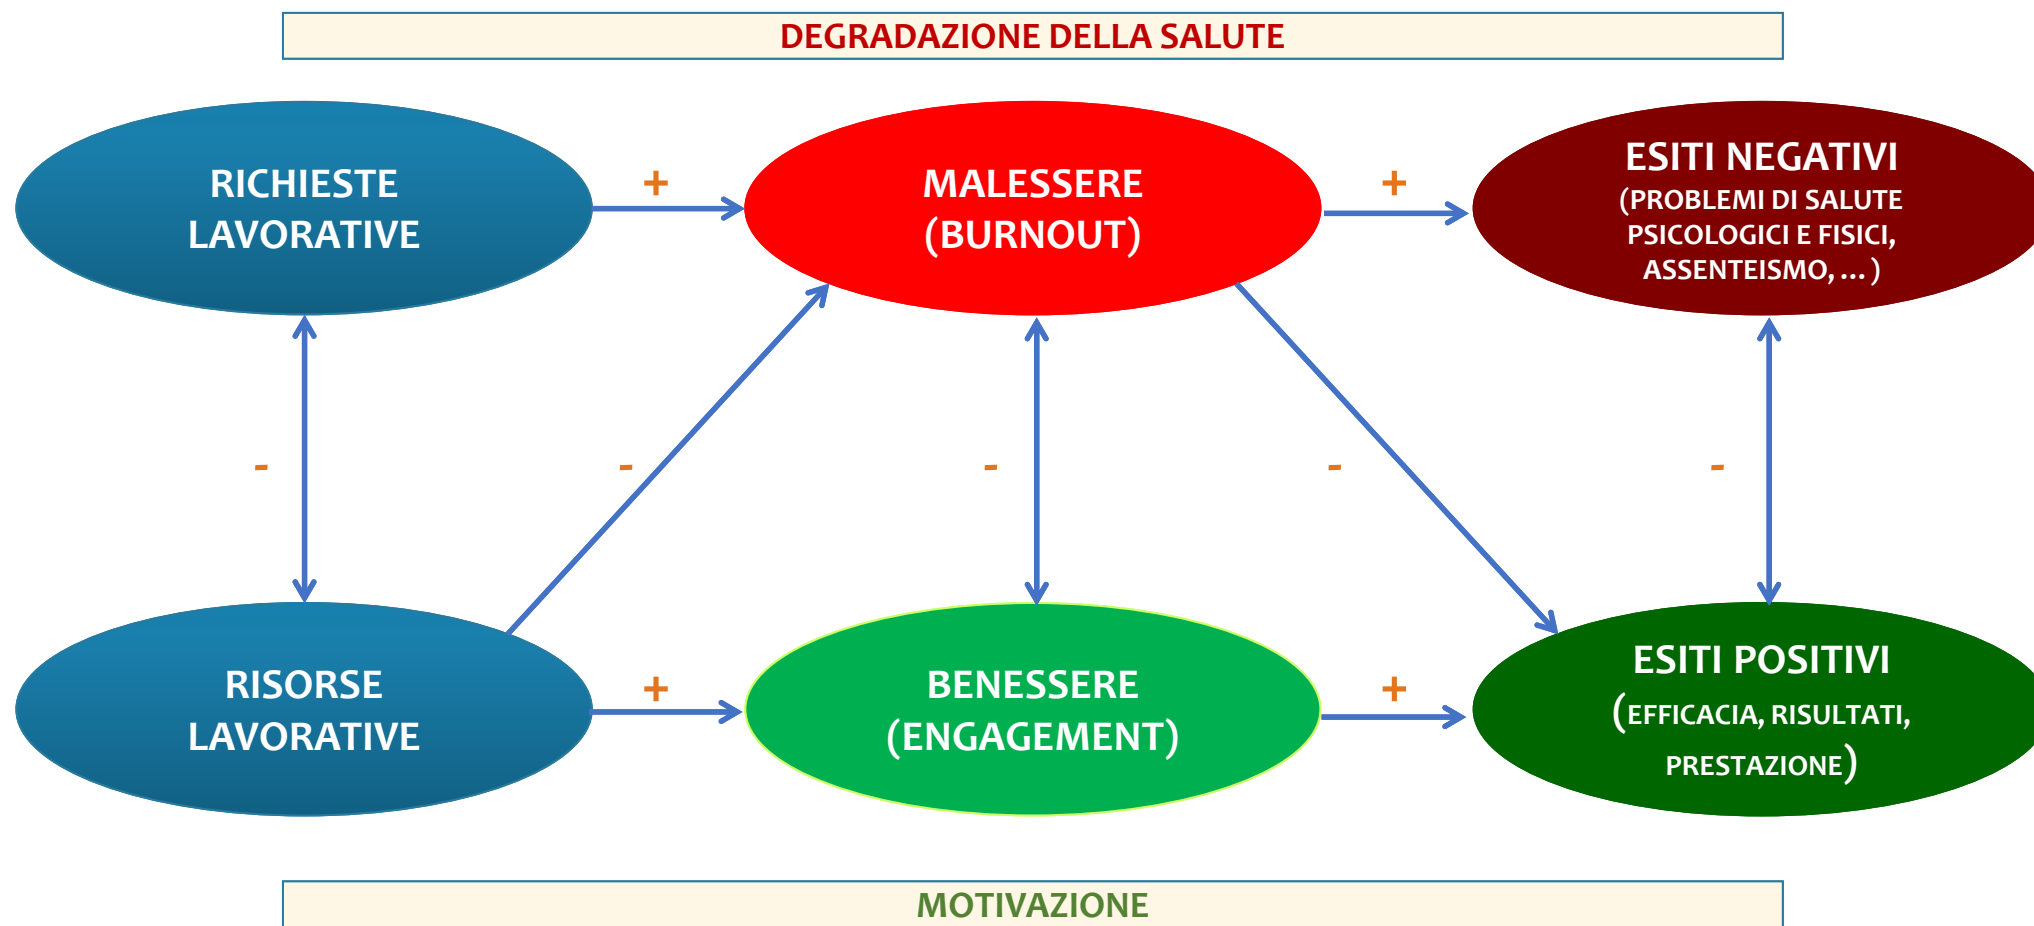 DEGRADAZIONE DELLA SALUTE
RICHIESTE
LAVORATIVE
+
MALESSERE
(BURNOUT)
+
ESITI NEGATIVI
(PROBLEMI DI SALUTE
PSICOLOGICI E FISICI,
ASSENTEISMO, ... )
-
-
-
-
-
RISORSE
LAVORATIVE
+
BENESSERE
(ENGAGEMENT)
+
ESITI POSITIVI
(EFFICACIA, RISULTATI,
PRESTAZIONE)
MOTIVAZIONE